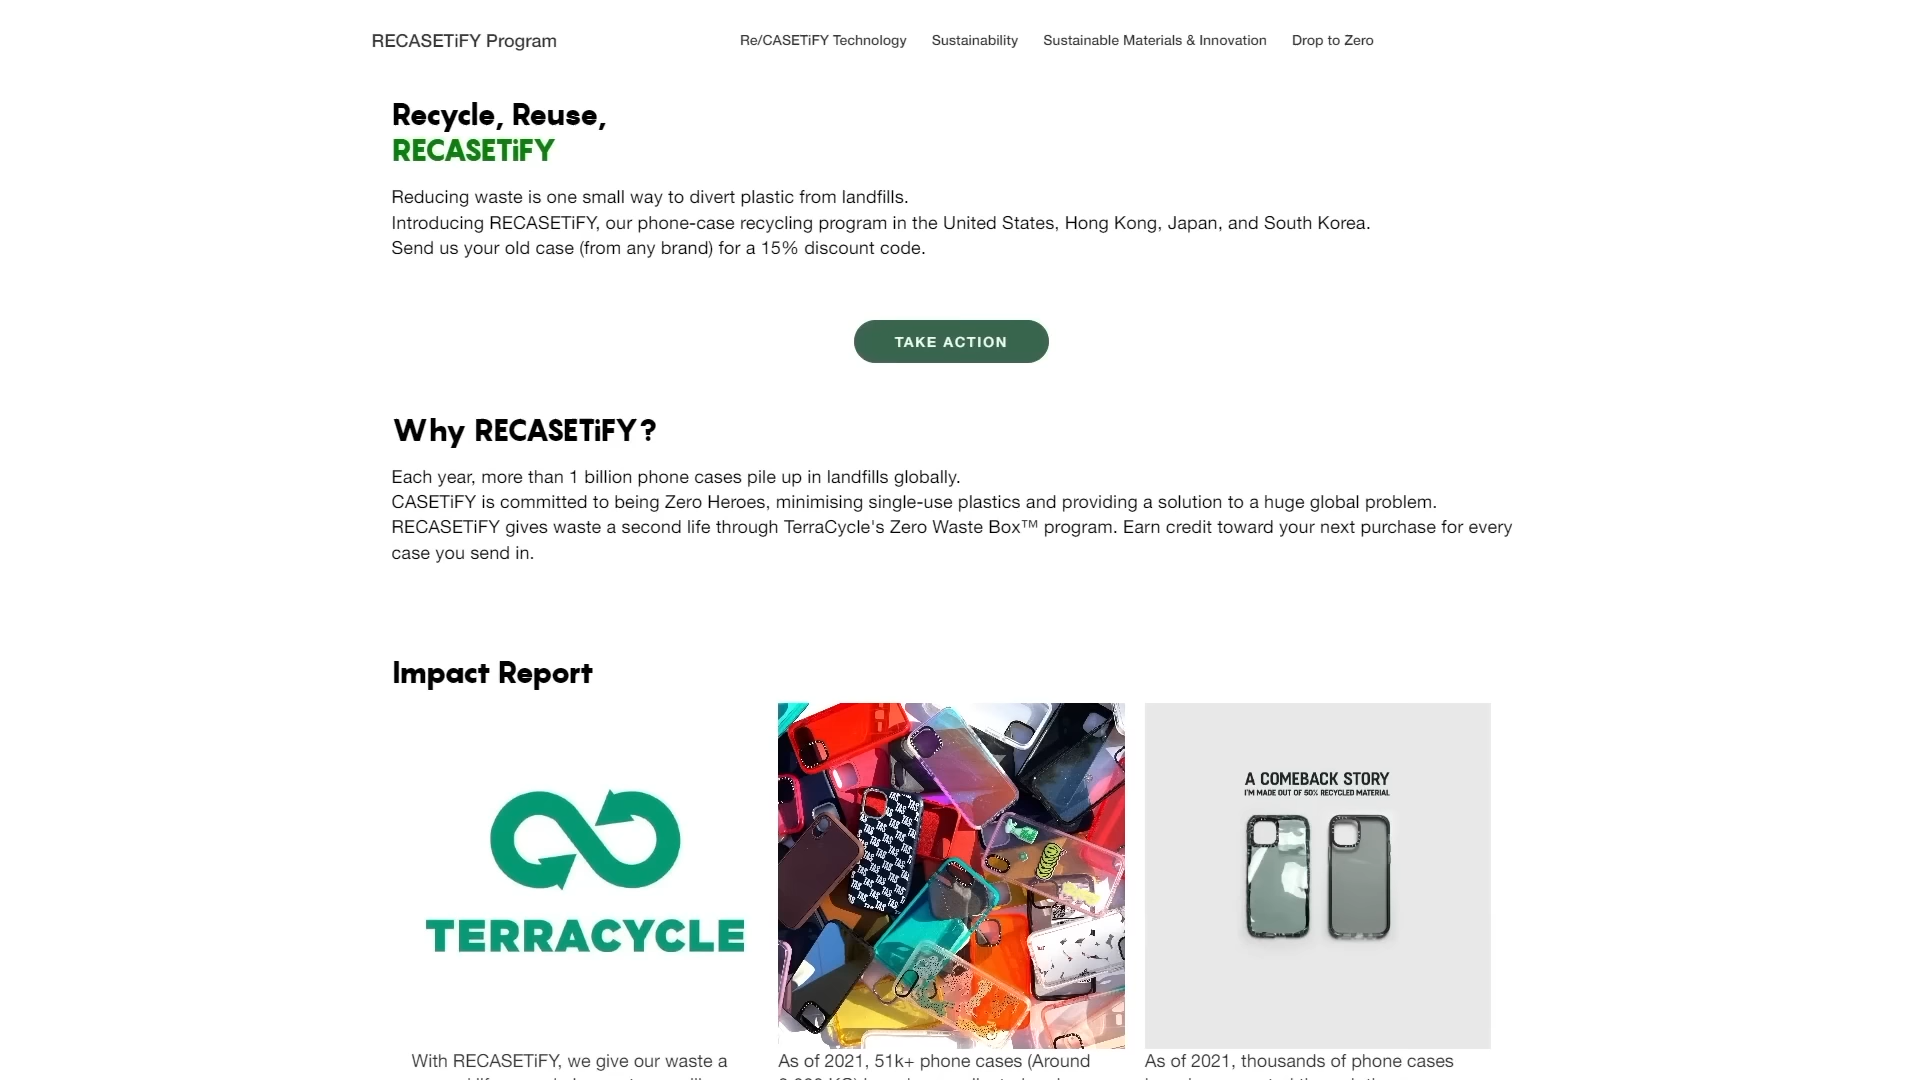 RECASETiFY Program
Re/CASETiFY Technology
Sustainability
Sustainable Materials & Innovation
Drop to Zero
Recycle, Reuse,
RECASETiFY
Reducing waste is one small way to divert plastic from landfills.
Introducing RECASETiFY, our phone-case recycling program in the United States, Hong Kong, Japan, and South Korea.
Send us your old case (from any brand) for a 15% discount code.
TAKE ACTION
Why RECASETiFY?
Each year, more than 1 billion phone cases pile up in landfills globally.
CASETiFY is committed to being Zero Heroes, minimising single-use plastics and providing a solution to a huge global problem.
RECASETiFY gives waste a second life through TerraCycle's Zero Waste Box™ program. Earn credit toward your next purchase for every
case you send in.
Impact Report
TERRACYCLE
TAS TAS TAS
A COMEBACK STORY
I'M MADE OUT OF 50% RECYCLED MATERIAL
With RECASETiFY, we give our waste a
As of 2021, 51k+ phone cases (Around
As of 2021, thousands of phone cases